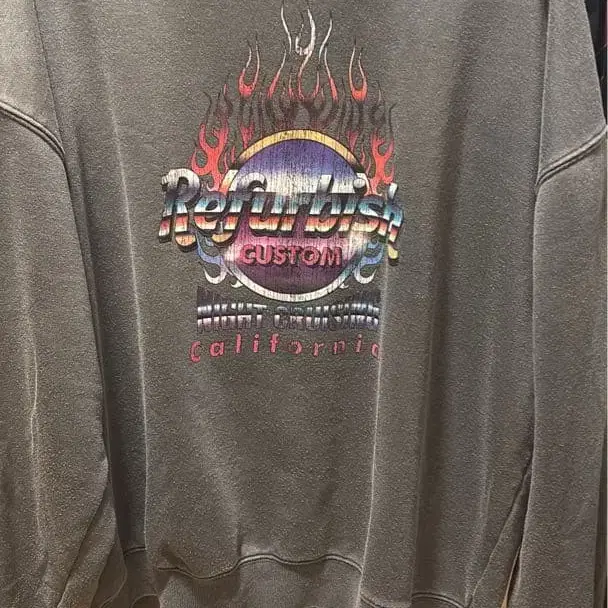 Refurbish
CUSTOM
NIGHT CRUISING
California